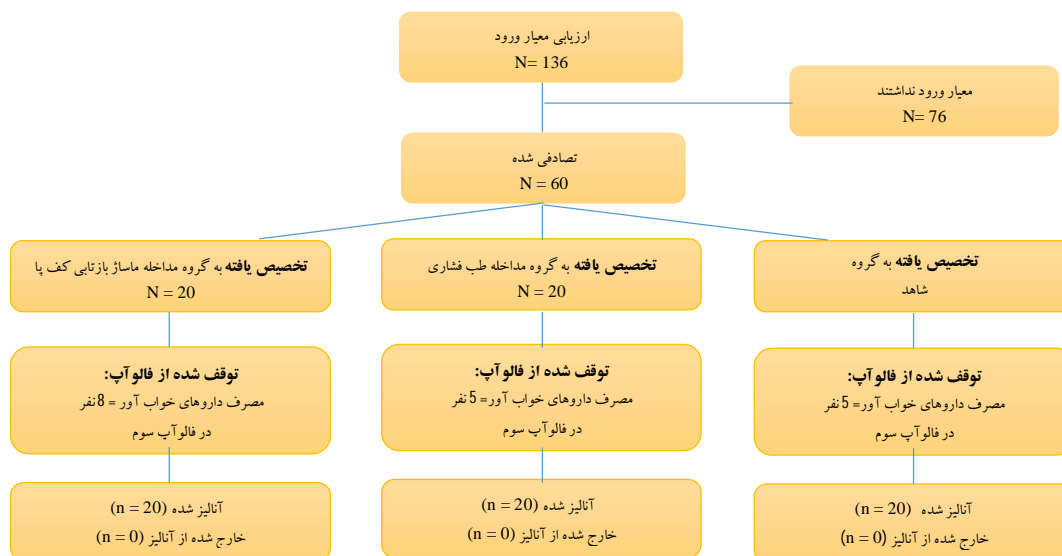 ارزیابی معیار ورود
N= 136
معیار ورود نداشتند
N= 76
تصادفی شده
N = 60
تخصیص یافته به گروه
شاهد
تخصیص یافته به گروه مداخله طب فشاری
N = 20
تخصیص یافته به گروه مداخله ماساژ بازتابی کف پا
N = 20
توقف شده از فالوآپ:
مصرف داروهای خواب آور= 5 نفر
در فالوآپ سوم
توقف شده از فالوآپ:
مصرف داروهای خواب آور= 5 نفر
در فالوآپ سوم
توقف شده از فالوآپ:
مصرف داروهای خواب آور = 8 نفر
در فالوآپ سوم
آنالیز شده (n = 20)
خارج شده از آنالیز (n = 0)
آنالیز شده (n = 20)
خارج شده از آنالیز (n = 0)
آنالیز شده (n = 20)
خارج شده از آنالیز (n = 0)